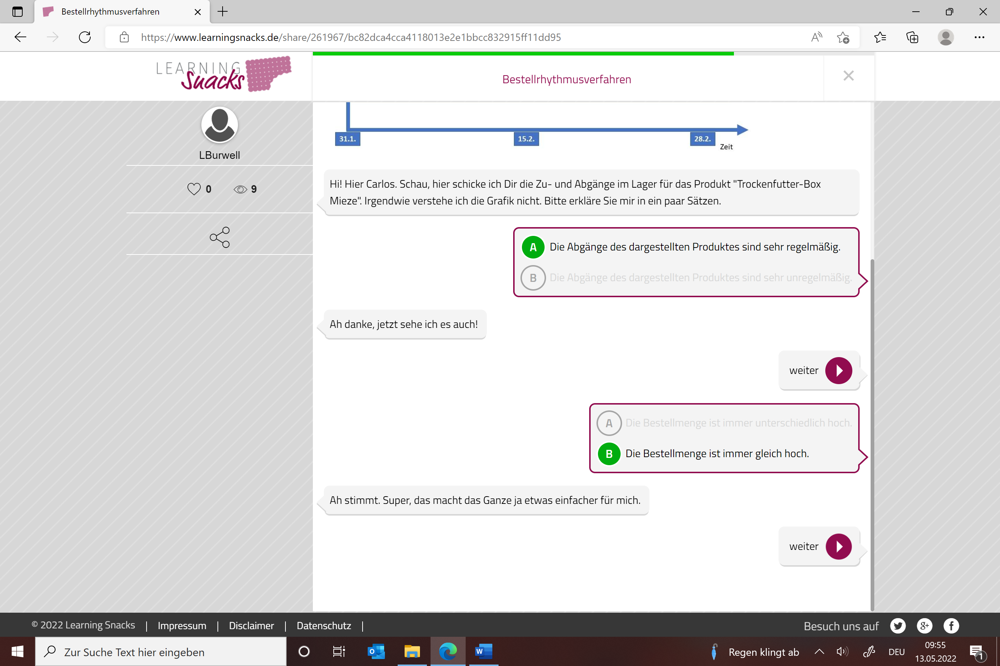 Bestellrhythmusverfahren
https://www.learningsnacks.de/share/261967/bc82dca4cca4118013e2e1bbcc832915ff11dd95
LEARNING
Snacks
Bestellrhythmusverfahren
LBurwell
0 9
31.1. 15.2. 28.2.
Zeit
Hi! Hier Carlos. Schau, hier schicke ich Dir die Zu- und Abgänge im Lager für das Produkt "Trockenfutter-Box
Mieze". Irgendwie verstehe ich die Grafik nicht. Bitte erkläre Sie mir in ein paar Sätzen.
A Die Abgänge des dargestellten Produktes sind sehr regelmäßig.
B Die Abgänge des dargestellten Produktes sind sehr unregelmäßig.
Ah danke, jetzt sehe ich es auch!
weiter
A Die Bestellmenge ist immer unterschiedlich hoch.
B Die Bestellmenge ist immer gleich hoch.
Ah stimmt. Super, das macht das Ganze ja etwas einfacher für mich.
weiter
© 2022 Learning Snacks | Impressum | Disclaimer | Datenschutz |
Besuch uns auf
Zur Suche Text hier eingeben
Regen klingt ab
DEU
09:55
13.05.2022
1